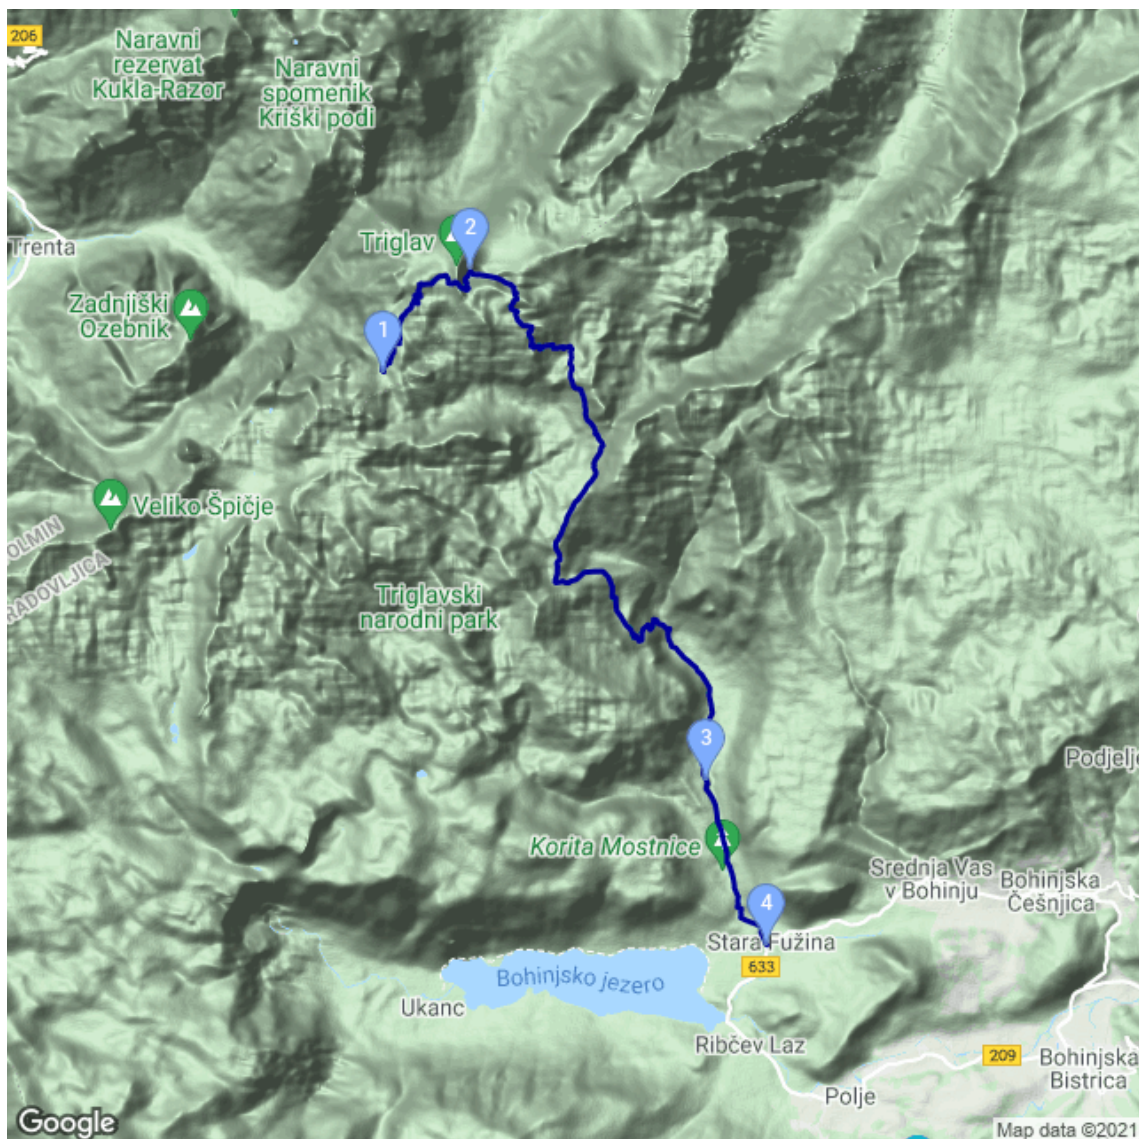 206
Naravni
rezervat
Kukla-Razor
Naravni
spomenik
Kriški podi
2
Triglav
Trenta
Zadnjiški
Ozebnik
1
Veliko Špičje
OLMIN
RADOVLJICA
Triglavski
narodni park
3
Podjelje
Korita Mostnice
Srednja Vas
v Bohinju
Bohinjska
Češnjica
4
Stara Fužina
633
Bohinjsko jezero
Ukanc
Ribčev Laz
209
Bohinjska
Bistrica
Polje
Google
Map data ©2021